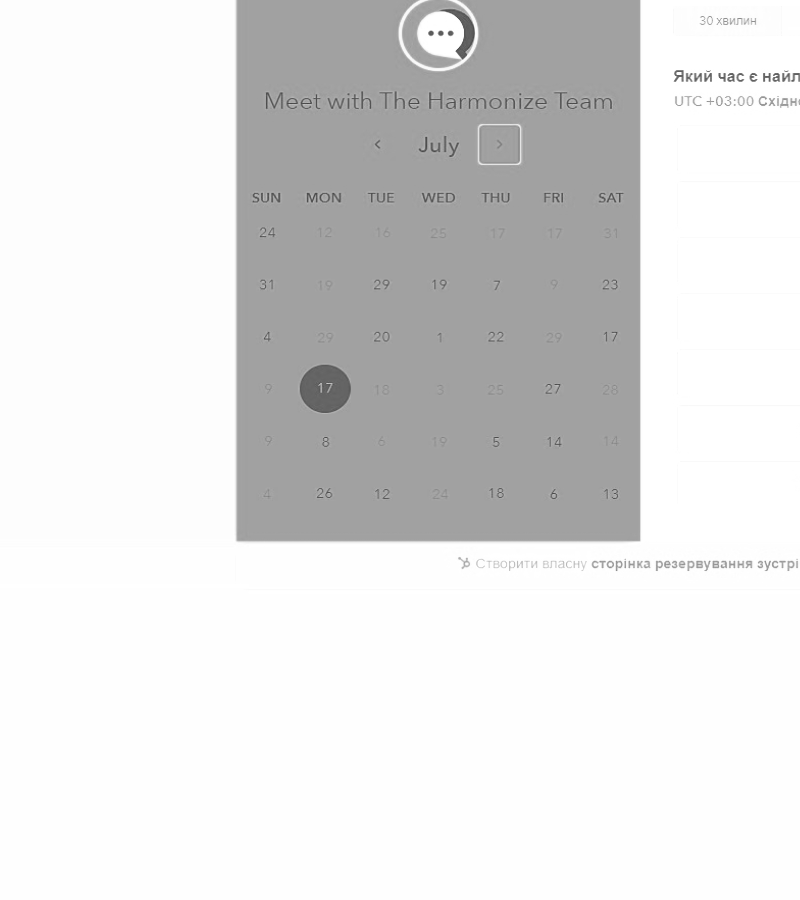 30 хвилин
Meet with The Harmonize Team
July
Який час є найл
UTC +03:00 Східн
SUN MON TUE WED THU FRI SAT
24 12 16 25 17 17 31
31 19 29 19 7 9 23
4 29 20 1 22 29 17
9 17 18 3 25 27 28
9 8 6 19 5 14 14
4 26 12 24 18 6 13
Створити власну сторінка резервування зустрі